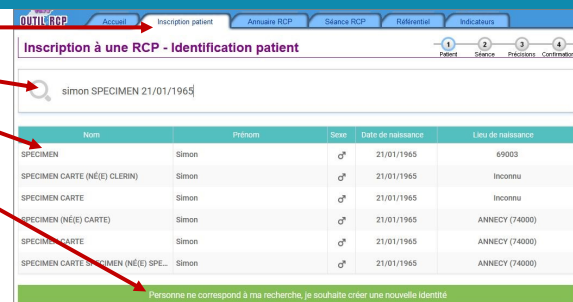 OUTIL RCP Accueil Inscription patient Annuaire RCP Séance RCP Référentiel Indicateurs
Inscription à une RCP - Identification patient
1 2 3 4
Patient Séance Précisions Confirmation
simon SPECIMEN 21/01/1965
Nom Prénom Sexe Date de naissance Lieu de naissance
SPECIMEN Simon 21/01/1965 69003
SPECIMEN CARTE (NÉ(E) CLERIN) Simon 21/01/1965 Inconnu
SPECIMEN CARTE Simon 21/01/1965 Inconnu
SPECIMEN (NÉ(E) CARTE) Simon 21/01/1965 ANNECY (74000)
SPECIMEN CARTE Simon 21/01/1965 ANNECY (74000)
SPECIMEN CARTE SPECIMEN (NÉ(E) SPE... Simon 21/01/1965 ANNECY (74000)
Personne ne correspond à ma recherche, je souhaite créer une nouvelle identité